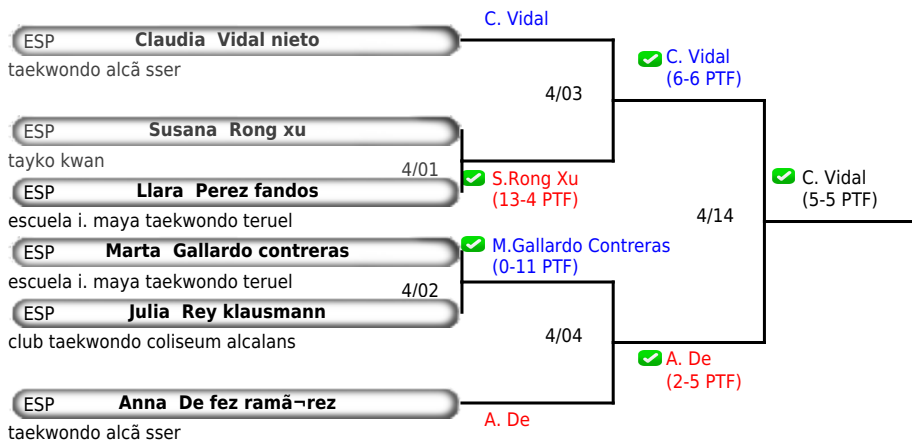 C. Vidal
ESP Claudia Vidal nieto
taekwondo alcã sser
C. Vidal
(6-6 PTF)
4/03
ESP Susana Rong xu
tayko kwan
4/01
S.Rong Xu
(13-4 PTF)
ESP Llara Perez fandos
escuela i. maya taekwondo teruel
C. Vidal
(5-5 PTF)
4/14
ESP Marta Gallardo contreras
escuela i. maya taekwondo teruel
M.Gallardo Contreras
(0-11 PTF)
4/02
ESP Julia Rey klausmann
club taekwondo coliseum alcalans
4/04
A. De
(2-5 PTF)
ESP Anna De fez ramã¬rez
taekwondo alcã sser
A. De